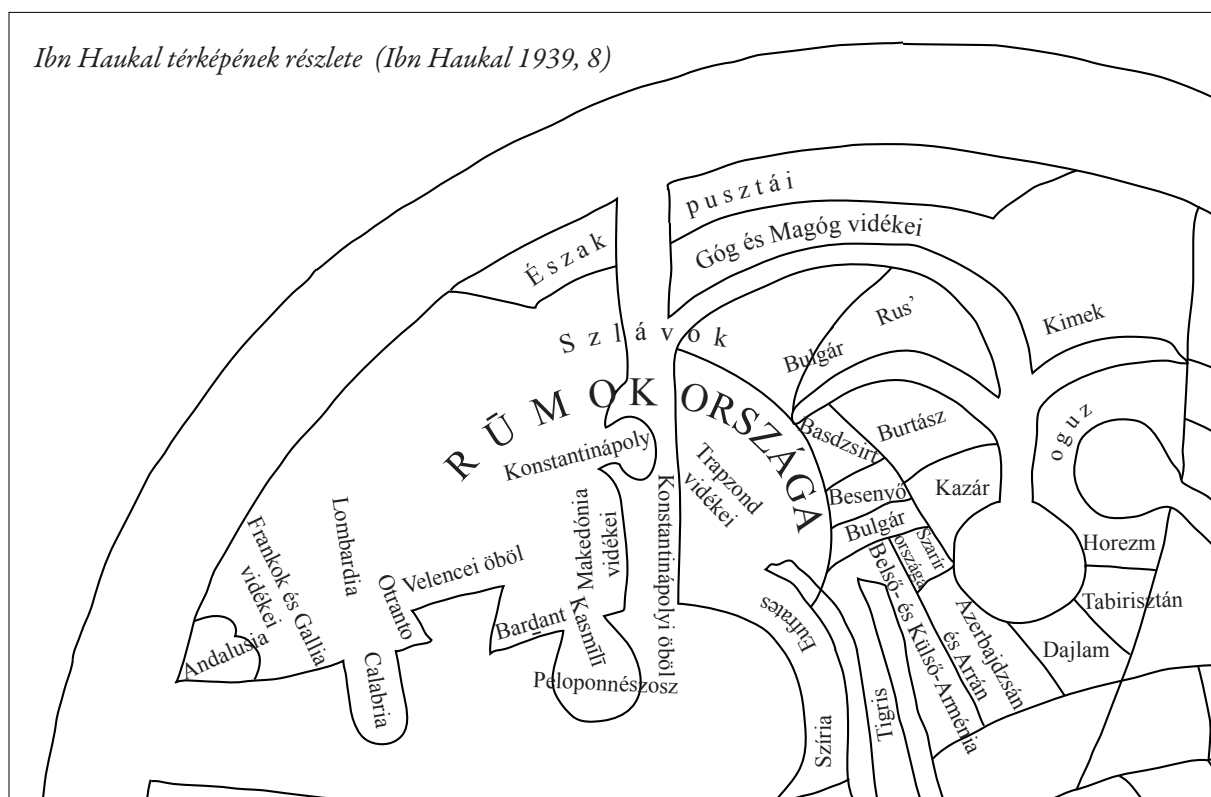 Ibn Haukal térképének részlete (Ibn Haukal 1939, 8)
Észak
pusztái
Góg és Magóg vidékei
Szlávok
Rus’
Bulgár
Kimek
RŪMOK ORSZÁGA
Konstantinápoly
Trapzond
vidékei
Basdzsirt
Burtász
oguz
Besenyő
Kazár
Bulgár
Szarír
országa
Horezm
Lombardia
Frankok és Gallia
vidékei
Velencei öböl
Otranto
Makedónia
vidékei
Konstantinápolyi öböl
Bardant
Kasmīlī
Andalusia
Calabria
Peloponnészosz
Eufrates
Belső- és Külső-Arménia
Azerbajdzsán
és Arrán
Tabirisztán
Dajlam
Tigris
Szíria